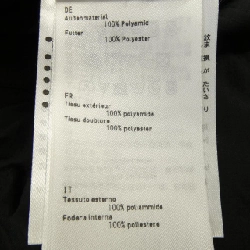 DE
Außenmaterial
100% Polyamid
Futter
100% Polyester
FR
Tissu extérieur
100% polyamide
Tissu doublure
100% polyester
IT
Tessuto esterno
100% poliammide
Fodera interna
100% poliestere